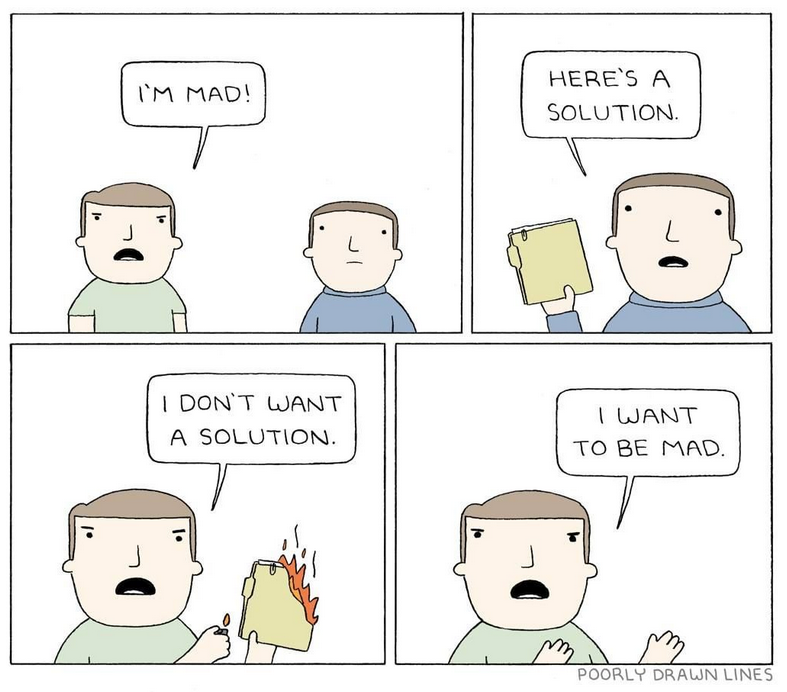 I'M MAD!
HERE'S A
SOLUTION.
I DON'T WANT
A SOLUTION.
I WANT
TO BE MAD.
POORLY DRAWN LINES